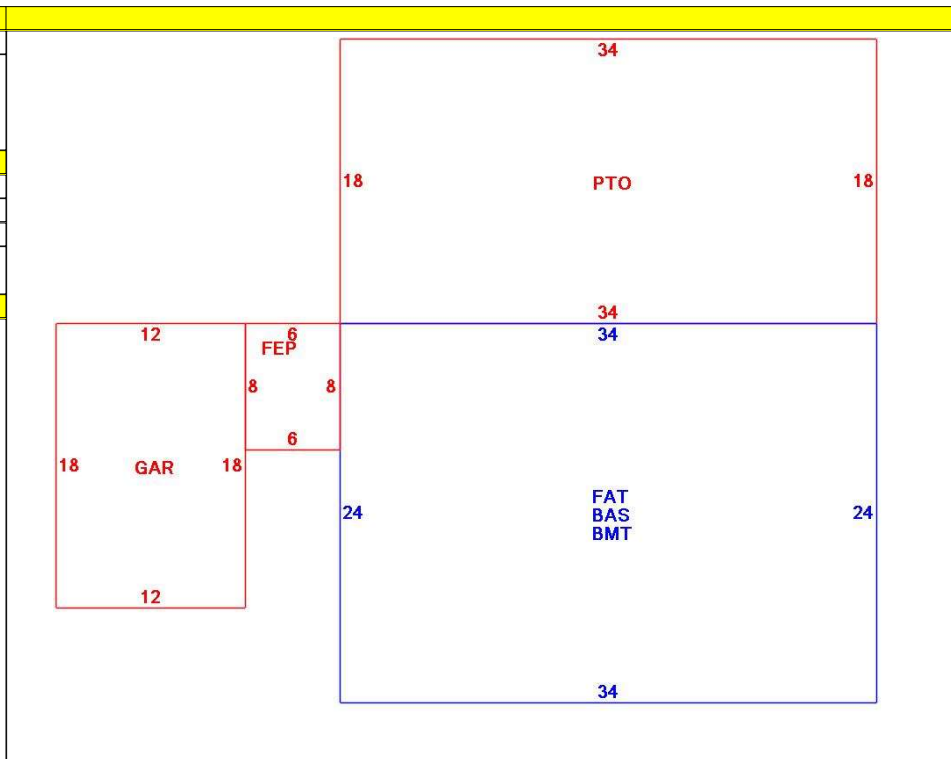 34
18 PTO 18
34
12 6 34
FEP
8 8
6
18 GAR 18
FAT
24 BAS 24
BMT
12
34